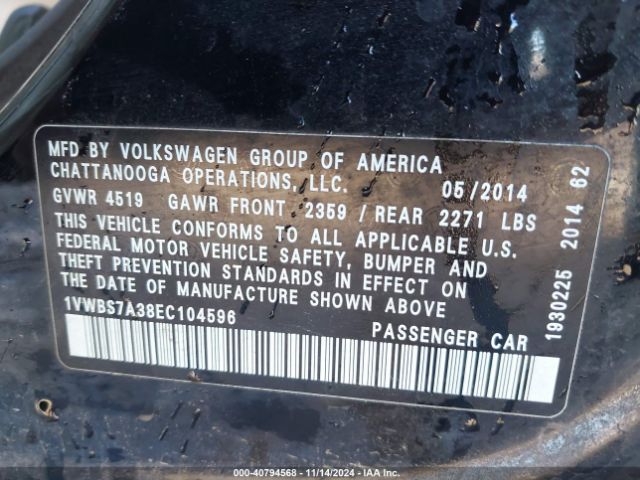 MFD BY VOLKSWAGEN GROUP OF AMERICA
CHATTANOOGA OPERATIONS, LLC. 05/2014
GVWR 4519 GAWR FRONT 2359 / REAR 2271 LBS
THIS VEHICLE CONFORMS TO ALL APPLICABLE U.S.
FEDERAL MOTOR VEHICLE SAFETY, BUMPER AND
THEFT PREVENTION STANDARDS IN EFFECT ON
THE DATE OF MANUFACTURE SHOWN ABOVE
1VWBS7A38EC104596 PASSENGER CAR
1930225 2014 62
000-40794568 - 11/14/2024 - IAA Inc.